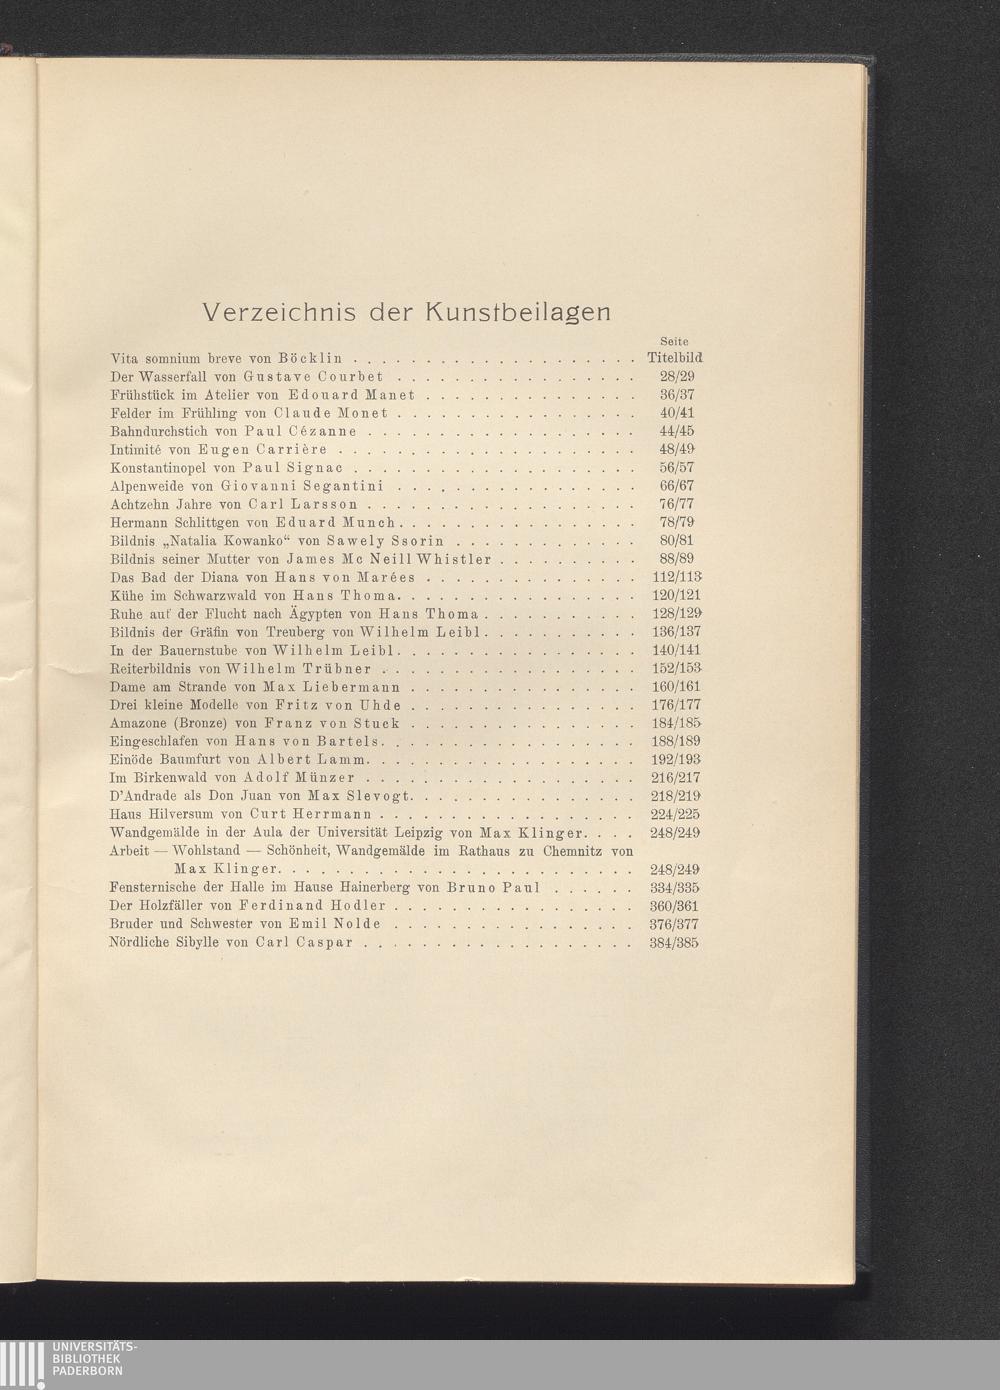 Verzeichnis der Kunstbeilagen
Seite
Vita somnium breve von Böcklin . . . . . . . . . . . . . . . . . . . . Titelbild
Der Wasserfall von Gustave Courbet . . . . . . . . . . . . . . . . . 28/29
Frühstück im Atelier von Edouard Manet . . . . . . . . . . . . . . . 36/37
Felder im Frühling von Claude Monet . . . . . . . . . . . . . . . . . 40/41
Bahndurchstich von Paul Cézanne . . . . . . . . . . . . . . . . . . . 44/45
Intimité von Eugen Carrière . . . . . . . . . . . . . . . . . . . . . 48/49
Konstantinopel von Paul Signac . . . . . . . . . . . . . . . . . . . . 56/57
Alpenweide von Giovanni Segantini . . . . . . . . . . . . . . . . . 66/67
Achtzehn Jahre von Carl Larsson . . . . . . . . . . . . . . . . . . . 76/77
Hermann Schlittgen von Eduard Munch . . . . . . . . . . . . . . . . . 78/79
Bildnis „Natalia Kowanko“ von Sawely Ssorin . . . . . . . . . . . . . 80/81
Bildnis seiner Mutter von James Mc Neill Whistler . . . . . . . . . . 88/89
Das Bad der Diana von Hans von Marées . . . . . . . . . . . . . . . 112/113
Kühe im Schwarzwald von Hans Thoma . . . . . . . . . . . . . . . . . 120/121
Ruhe auf der Flucht nach Ägypten von Hans Thoma . . . . . . . . . . . 128/129
Bildnis der Gräfin von Treuberg von Wilhelm Leibl . . . . . . . . . . . 136/137
In der Bauernstube von Wilhelm Leibl . . . . . . . . . . . . . . . . . 140/141
Reiterbildnis von Wilhelm Trübner . . . . . . . . . . . . . . . . . . 152/153
Dame am Strande von Max Liebermann . . . . . . . . . . . . . . . . 160/161
Drei kleine Modelle von Fritz von Uhde . . . . . . . . . . . . . . . . 176/177
Amazone (Bronze) von Franz von Stuck . . . . . . . . . . . . . . . . 184/185
Eingeschlafen von Hans von Bartels . . . . . . . . . . . . . . . . . . 188/189
Einöde Baumfurt von Albert Lamm . . . . . . . . . . . . . . . . . . . 192/193
Im Birkenwald von Adolf Münzer . . . . . . . . . . . . . . . . . . . 216/217
D’Andrade als Don Juan von Max Slevogt . . . . . . . . . . . . . . . . 218/219
Haus Hilversum von Curt Herrmann . . . . . . . . . . . . . . . . . . 224/225
Wandgemälde in der Aula der Universität Leipzig von Max Klinger . . . . 248/249
Arbeit — Wohlstand — Schönheit, Wandgemälde im Rathaus zu Chemnitz von
Max Klinger . . . . . . . . . . . . . . . . . . . . . . . . . 248/249
Fensternische der Halle im Hause Hainerberg von Bruno Paul . . . . . . 334/335
Der Holzfäller von Ferdinand Hodler . . . . . . . . . . . . . . . . . 360/361
Bruder und Schwester von Emil Nolde . . . . . . . . . . . . . . . . . 376/377
Nördliche Sibylle von Carl Caspar . . . . . . . . . . . . . . . . . . . 384/385
UNIVERSITÄTS-
BIBLIOTHEK
PADERBORN